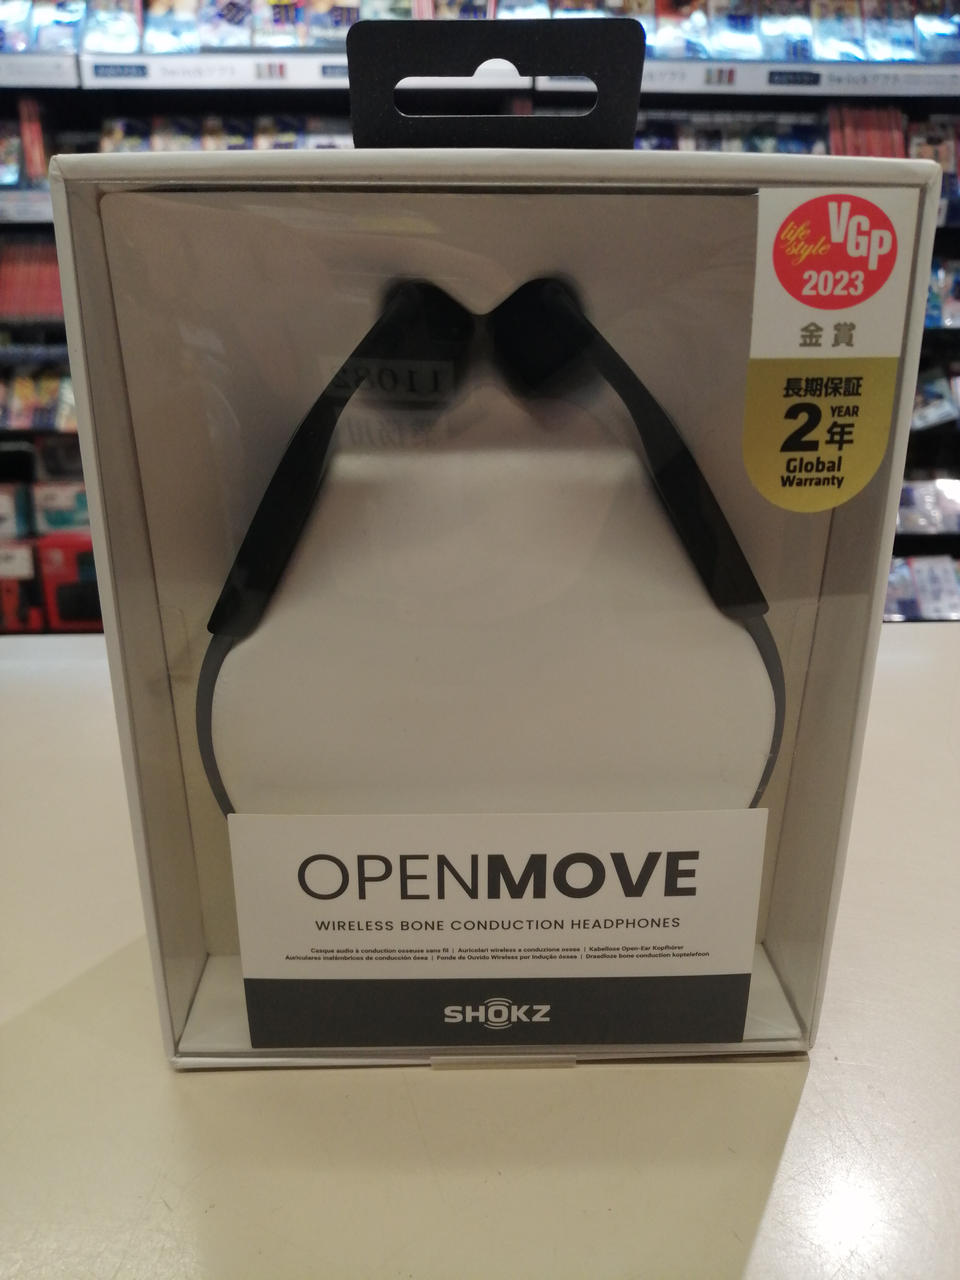 life
style
VGP
2023
金賞
長期保証
2 YEAR
年
Global
Warranty
OPENMOVE
WIRELESS BONE CONDUCTION HEADPHONES
Casque audio à conduction osseuse sans fil | Auricolari wireless a conduzione ossea | Kabellose Open-Ear Kopfhörer
Auriculares inalámbricos de conducción ósea | Fonde de Ouvido Wireless por Indução óssea | Draadloze bone conduction koptelefoon
SHOKZ